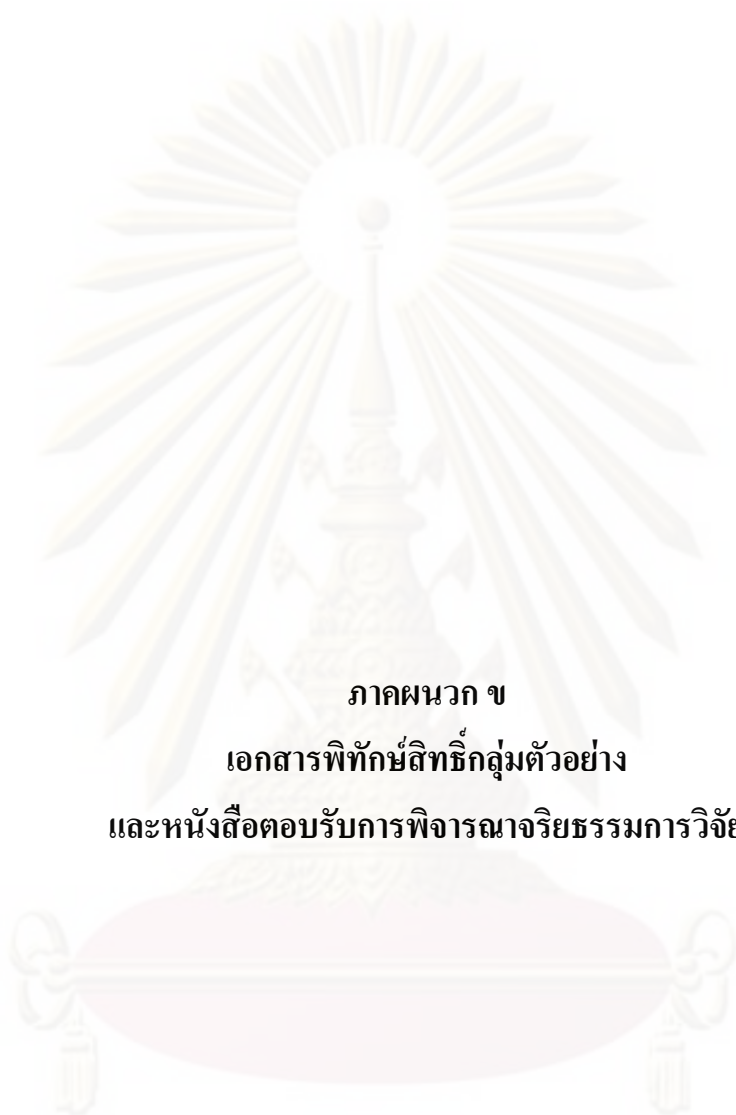 ภาคผนวก ข
เอกสารพิทักษ์สิทธิ์กลุ่มตัวอย่าง
และหนังสือตอบรับการพิจารณาจริยธรรมการวิจัย